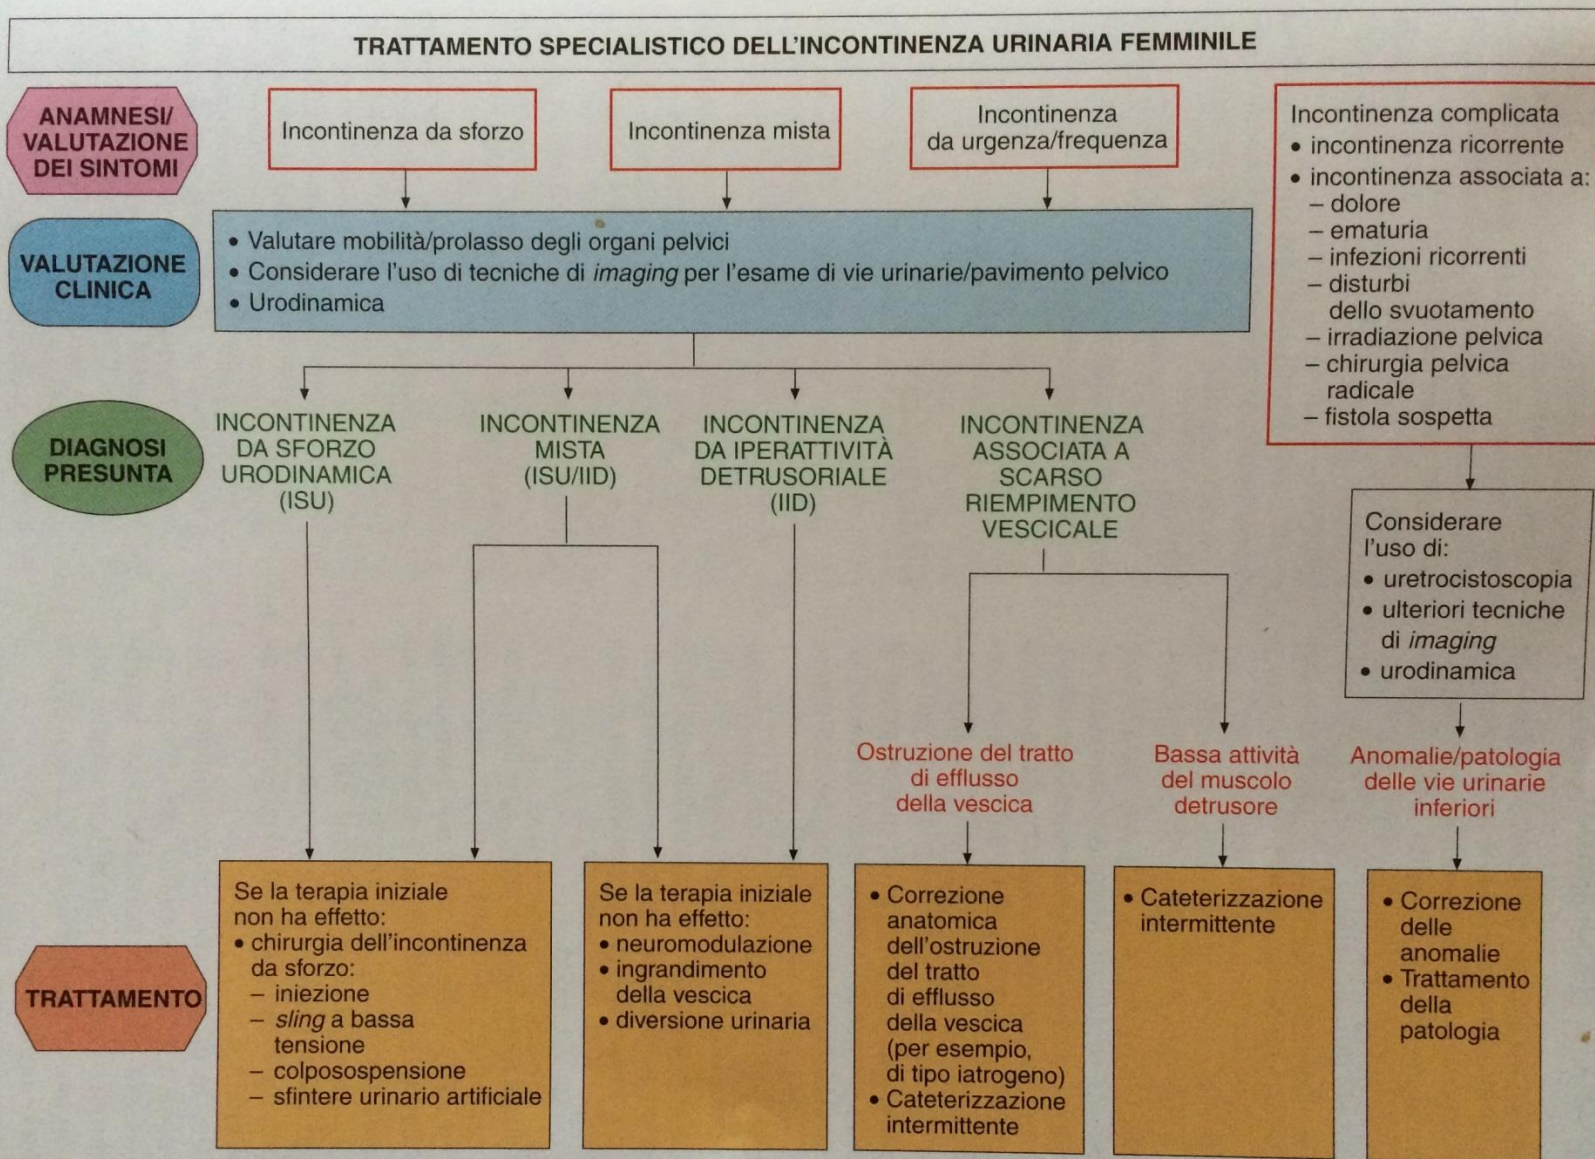 TRATTAMENTO SPECIALISTICO DELL'INCONTINENZA URINARIA FEMMINILE
ANAMNESI/
VALUTAZIONE
DEI SINTOMI
Incontinenza da sforzo
Incontinenza mista
Incontinenza
da urgenza/frequenza
Incontinenza complicata
• incontinenza ricorrente
• incontinenza associata a:
– dolore
– ematuria
– infezioni ricorrenti
– disturbi
dello svuotamento
– irradiazione pelvica
– chirurgia pelvica
radicale
– fistola sospetta
VALUTAZIONE
CLINICA
• Valutare mobilità/prolasso degli organi pelvici
• Considerare l'uso di tecniche di imaging per l'esame di vie urinarie/pavimento pelvico
• Urodinamica
DIAGNOSI
PRESUNTA
INCONTINENZA
DA SFORZO
URODINAMICA
(ISU)
INCONTINENZA
MISTA
(ISU/IID)
INCONTINENZA
DA IPERATTIVITÀ
DETRUSORIALE
(IID)
INCONTINENZA
ASSOCIATA A
SCARSO
RIEMPIMENTO
VESCICALE
Considerare
l'uso di:
• uretrocistoscopia
• ulteriori tecniche
di imaging
• urodinamica
Ostruzione del tratto
di efflusso
della vescica
Bassa attività
del muscolo
detrusore
Anomalie/patologia
delle vie urinarie
inferiori
TRATTAMENTO
Se la terapia iniziale
non ha effetto:
• chirurgia dell'incontinenza
da sforzo:
– iniezione
– sling a bassa
tensione
– colposospensione
– sfintere urinario artificiale
Se la terapia iniziale
non ha effetto:
• neuromodulazione
• ingrandimento
della vescica
• diversione urinaria
• Correzione
anatomica
dell'ostruzione
del tratto
di efflusso
della vescica
(per esempio,
di tipo iatrogeno)
• Cateterizzazione
intermittente
• Cateterizzazione
intermittente
• Correzione
delle
anomalie
• Trattamento
della
patologia